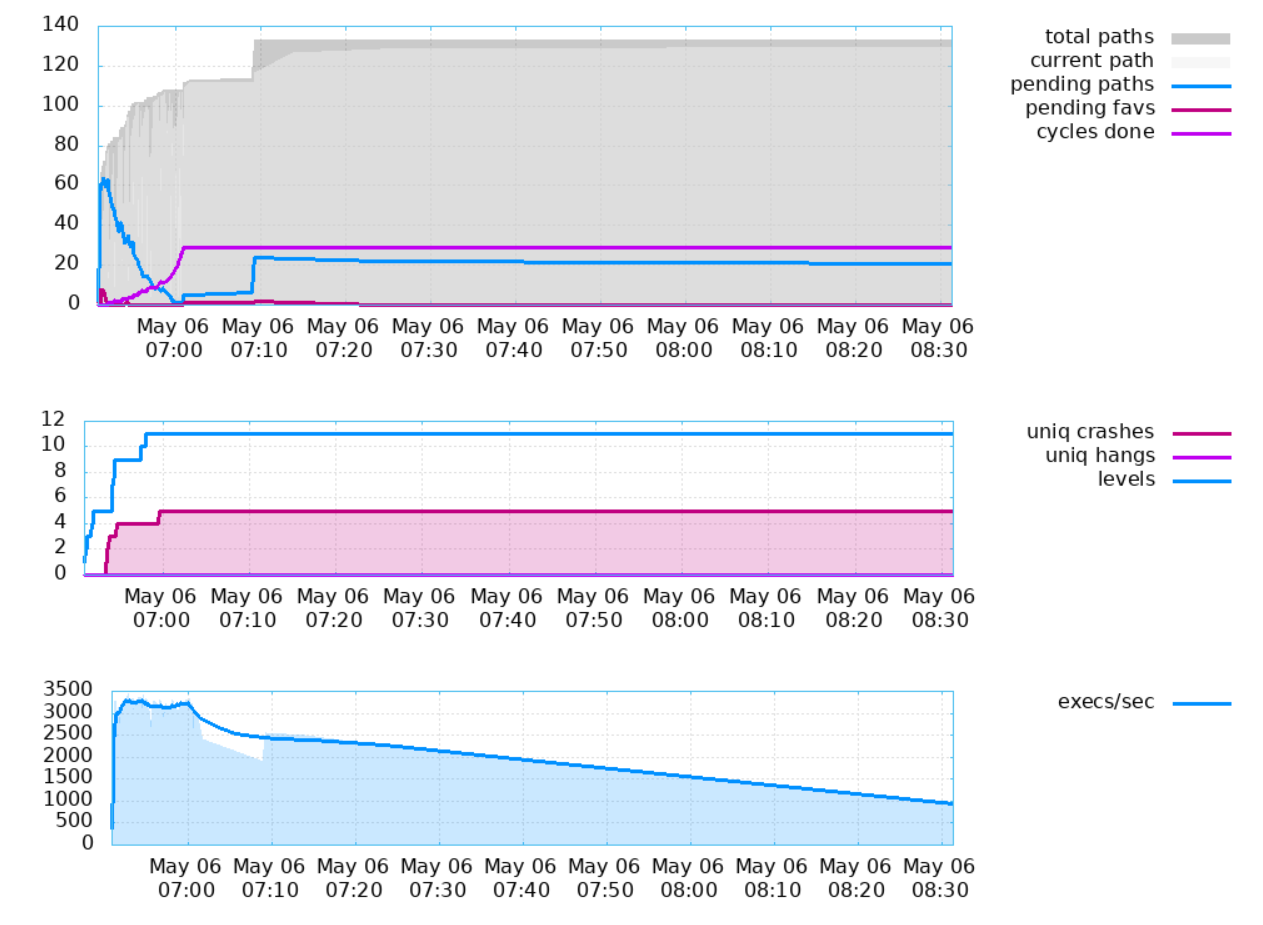 140
120
100
80
60
40
20
0
May 06 May 06 May 06 May 06 May 06 May 06 May 06 May 06 May 06 May 06
07:00 07:10 07:20 07:30 07:40 07:50 08:00 08:10 08:20 08:30
total paths
current path
pending paths
pending favs
cycles done
12
10
8
6
4
2
0
May 06 May 06 May 06 May 06 May 06 May 06 May 06 May 06 May 06 May 06
07:00 07:10 07:20 07:30 07:40 07:50 08:00 08:10 08:20 08:30
uniq crashes
uniq hangs
levels
3500
3000
2500
2000
1500
1000
500
0
May 06 May 06 May 06 May 06 May 06 May 06 May 06 May 06 May 06 May 06
07:00 07:10 07:20 07:30 07:40 07:50 08:00 08:10 08:20 08:30
execs/sec